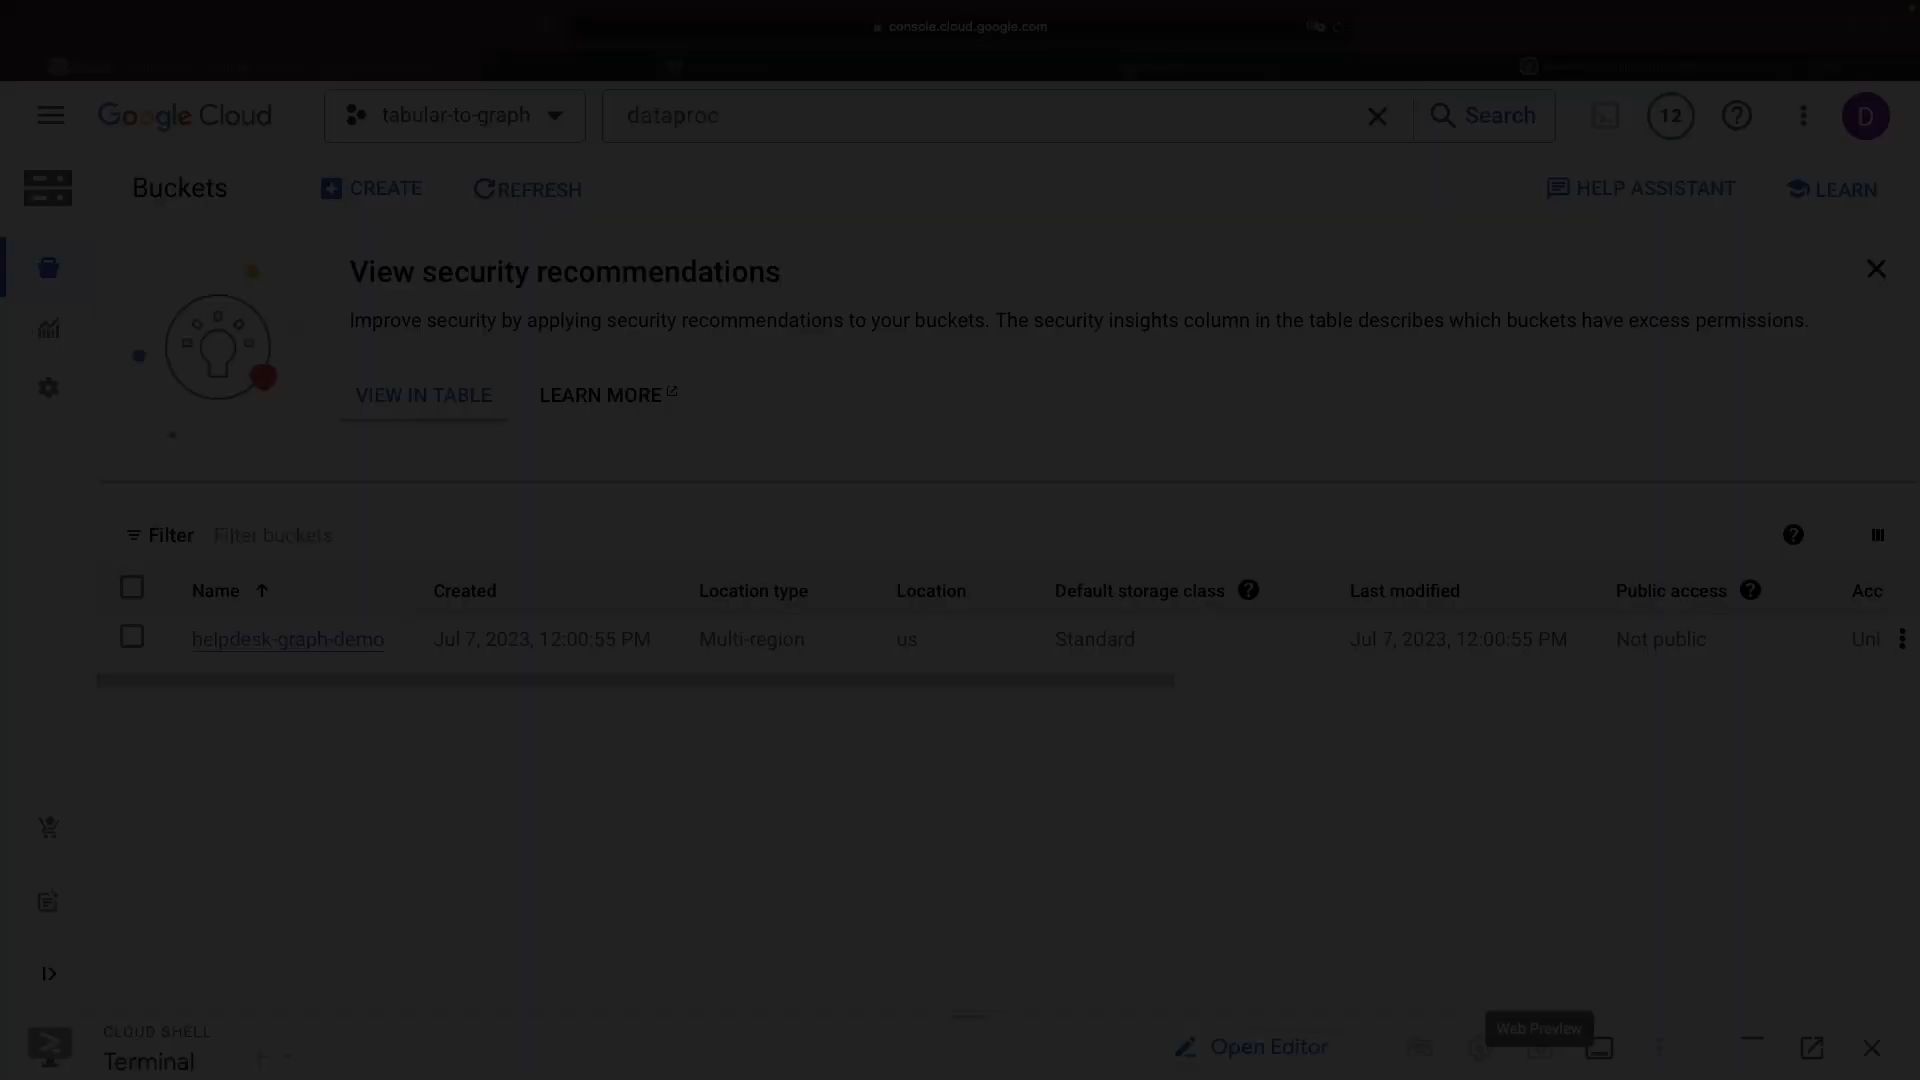 console.cloud.google.com
Google Cloud
tabular-to-graph
dataproc
Search
12
D
Buckets
CREATE
REFRESH
HELP ASSISTANT
LEARN
View security recommendations
Improve security by applying security recommendations to your buckets. The security insights column in the table describes which buckets have excess permissions.
VIEW IN TABLE
LEARN MORE
Filter
Filter buckets
Name
Created
Location type
Location
Default storage class
Last modified
Public access
Acc
helpdesk-graph-demo
Jul 7, 2023, 12:00:55 PM
Multi-region
us
Standard
Jul 7, 2023, 12:00:55 PM
Not public
Uni
CLOUD SHELL
Terminal
Open Editor
Web Preview